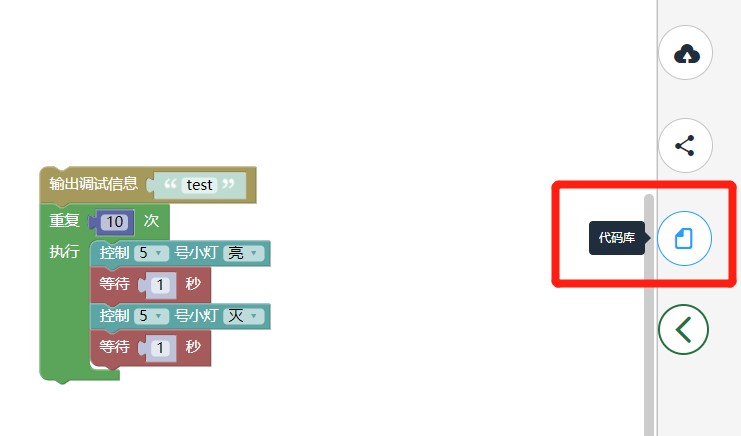 输出调试信息 “ test ”
重复 10 次
代码库
执行 控制 5 号小灯 亮
等待 1 秒
控制 5 号小灯 灭
等待 1 秒